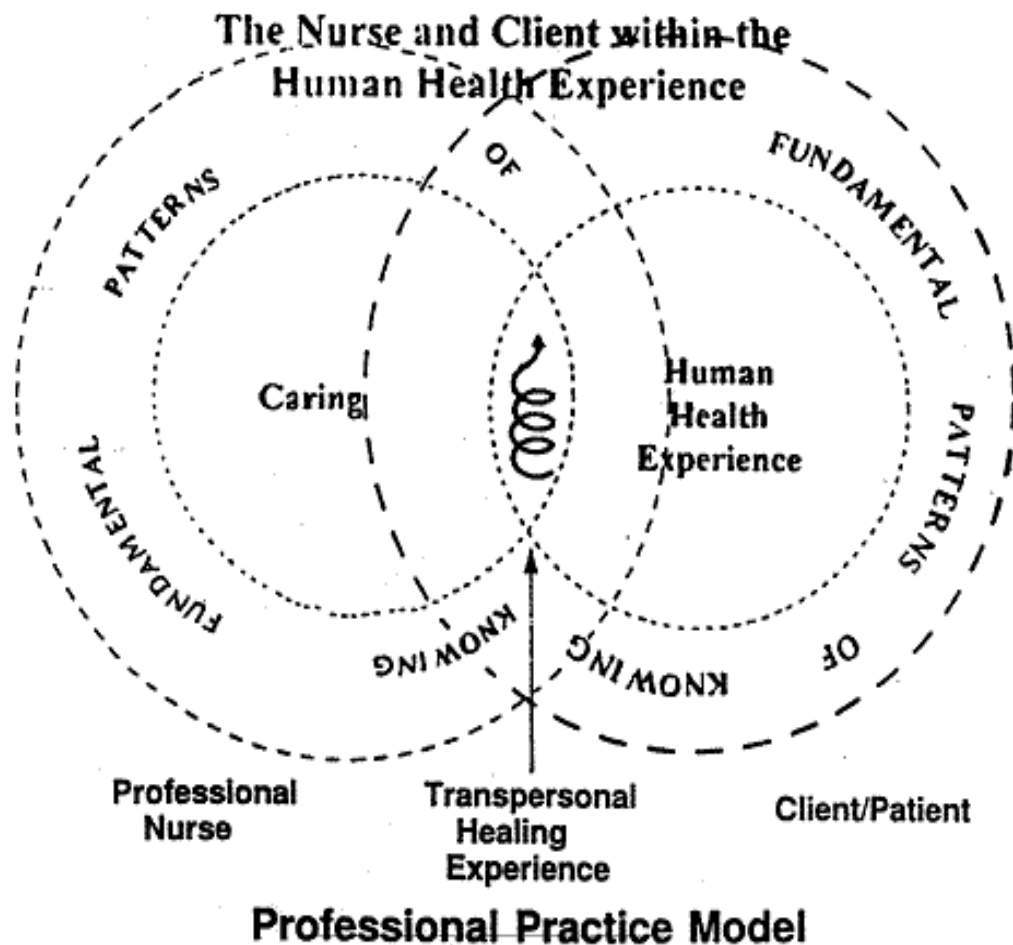 The Nurse and Client within the
Human Health Experience
FUNDAMENTAL
PATTERNS
OF
KNOWING
FUNDAMENTAL
PATTERNS
OF
KNOWING
Caring
Human
Health
Experience
Professional
Nurse
Transpersonal
Healing
Experience
Client/Patient
Professional Practice Model